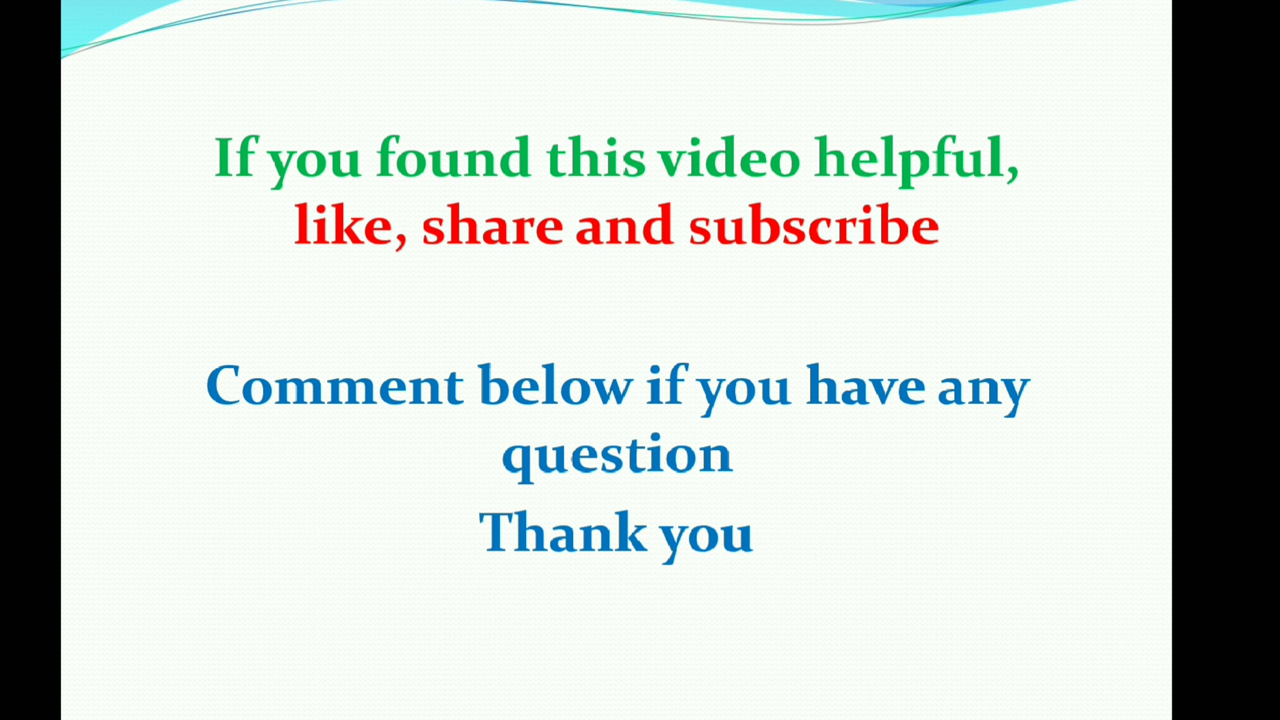 If you found this video helpful,
like, share and subscribe
Comment below if you have any
question
Thank you